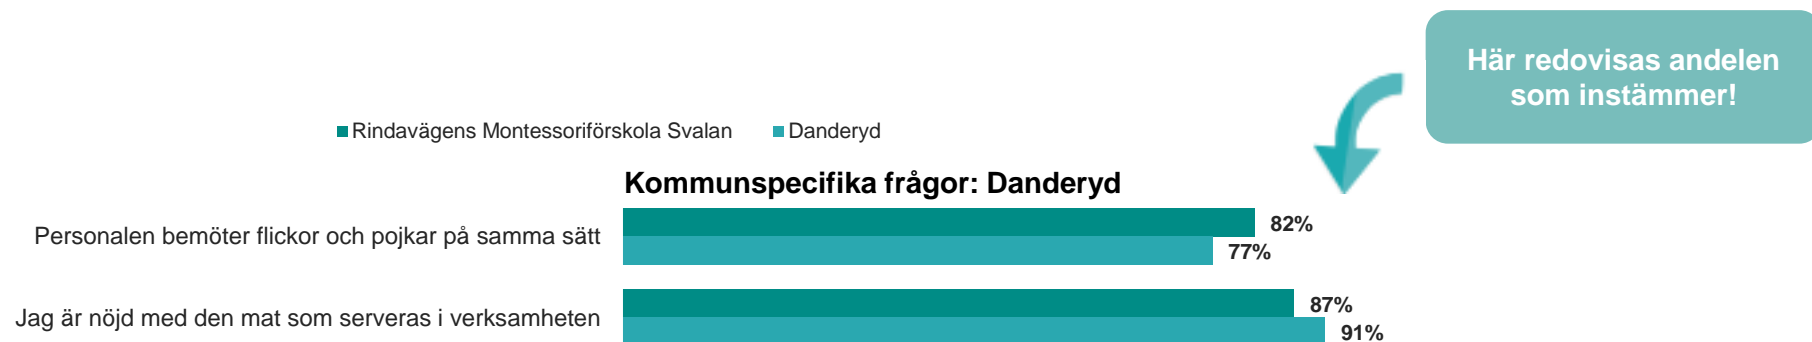 Här redovisas andelen
som instämmer!
Rindavägens Montessoriförskola Svalan Danderyd
Kommunspecifika frågor: Danderyd
Personalen bemöter flickor och pojkar på samma sätt
82%
77%
Jag är nöjd med den mat som serveras i verksamheten
87%
91%